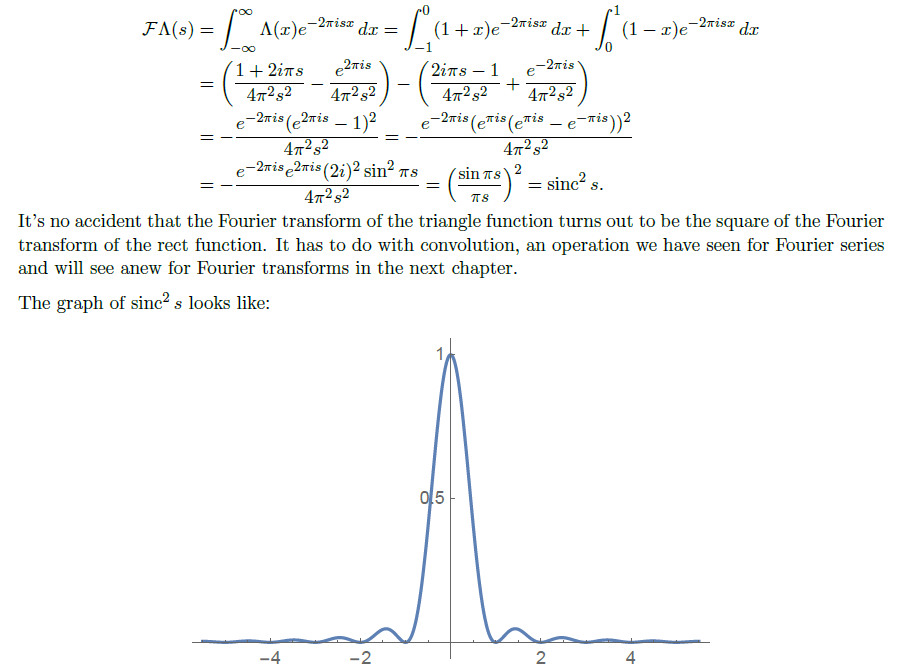 𝓕Λ(s) = ∫_{-∞}^{∞} Λ(x)e^{-2πisx} dx = ∫_{-1}^{0} (1 + x)e^{-2πisx} dx + ∫_{0}^{1} (1 − x)e^{-2πisx} dx
= ( (1 + 2iπs)/(4π²s²) − e^{2πis}/(4π²s²) ) − ( (2iπs − 1)/(4π²s²) + e^{-2πis}/(4π²s²) )
= − e^{-2πis}(e^{2πis} − 1)²/(4π²s²) = − e^{-2πis}(e^{πis}(e^{πis} − e^{-πis}))²/(4π²s²)
= − e^{-2πis}e^{2πis}(2i)² sin² πs/(4π²s²) = ( sin πs/(πs) )² = sinc² s.
It's no accident that the Fourier transform of the triangle function turns out to be the square of the Fourier
transform of the rect function. It has to do with convolution, an operation we have seen for Fourier series
and will see anew for Fourier transforms in the next chapter.
The graph of sinc² s looks like:
1
0.5
−4 −2 2 4